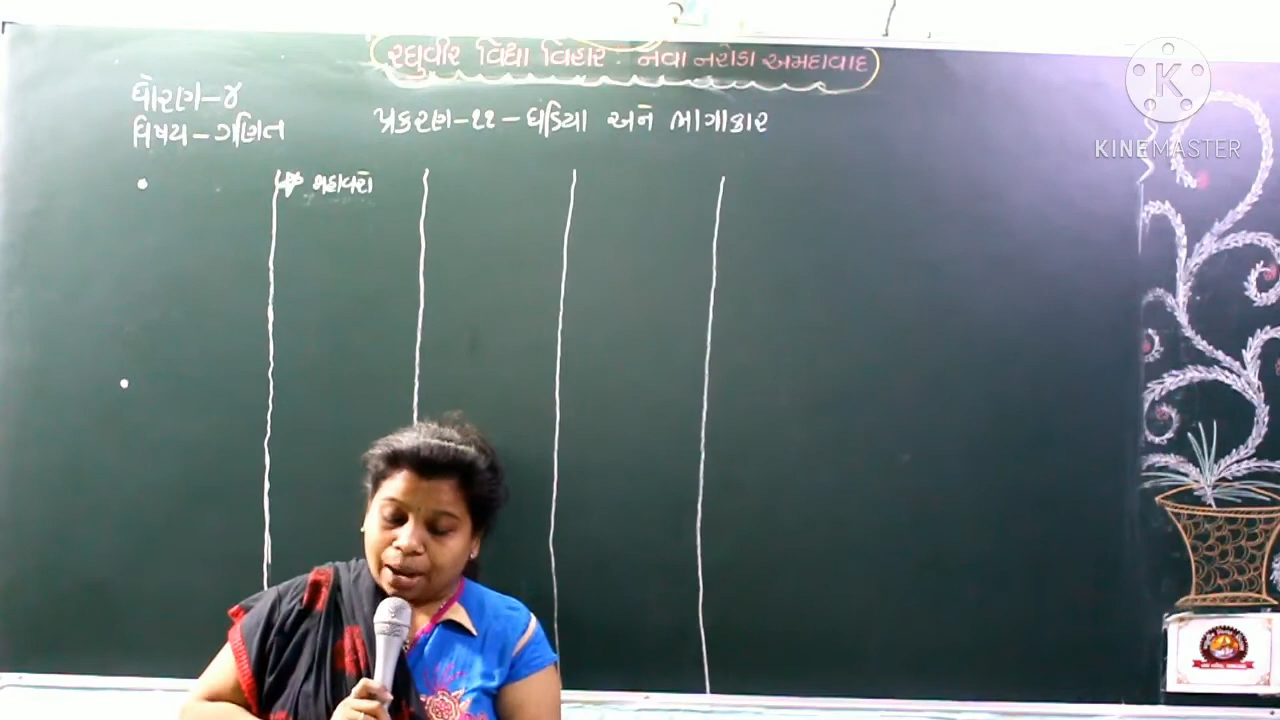 રઘુવીર વિદ્યા વિહાર : નવા નરોડા અમદાવાદ
ધોરણ-૪
વિષય-ગણિત
પ્રકરણ-૧૧-ઘડિયા અને ભાગાકાર
મહાવરો
KINEMASTER